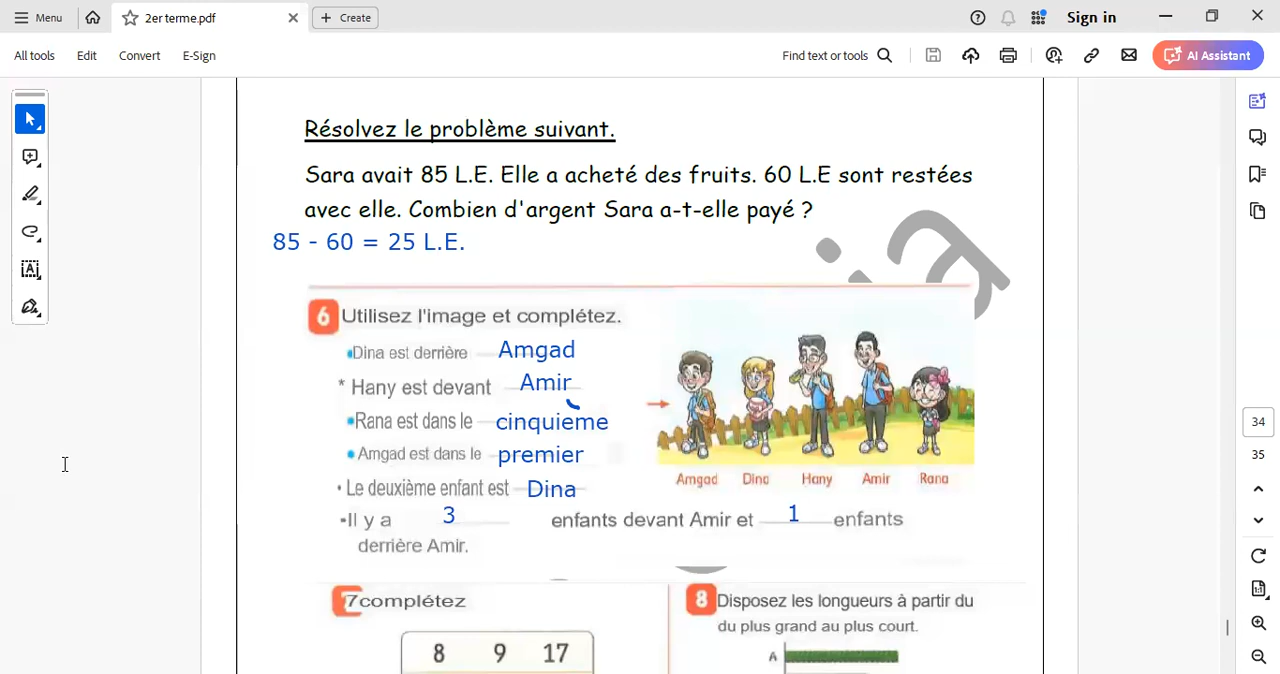 Menu
2er terme.pdf
Create
Sign in
All tools
Edit
Convert
E-Sign
Find text or tools
AI Assistant
Résolvez le problème suivant.
Sara avait 85 L.E. Elle a acheté des fruits. 60 L.E sont restées
avec elle. Combien d'argent Sara a-t-elle payé ?
85 - 60 = 25 L.E.
6 Utilisez l'image et complétez.
•Dina est derrière Amgad
* Hany est devant Amir
•Rana est dans le cinquième
•Amgad est dans le premier
• Le deuxième enfant est Dina
•Il y a 3 enfants devant Amir et 1 enfants
derrière Amir.
Amgad Dina Hany Amir Rana
7 complétez
8 9 17
8 Disposez les longueurs à partir du
du plus grand au plus court.
A
34
35